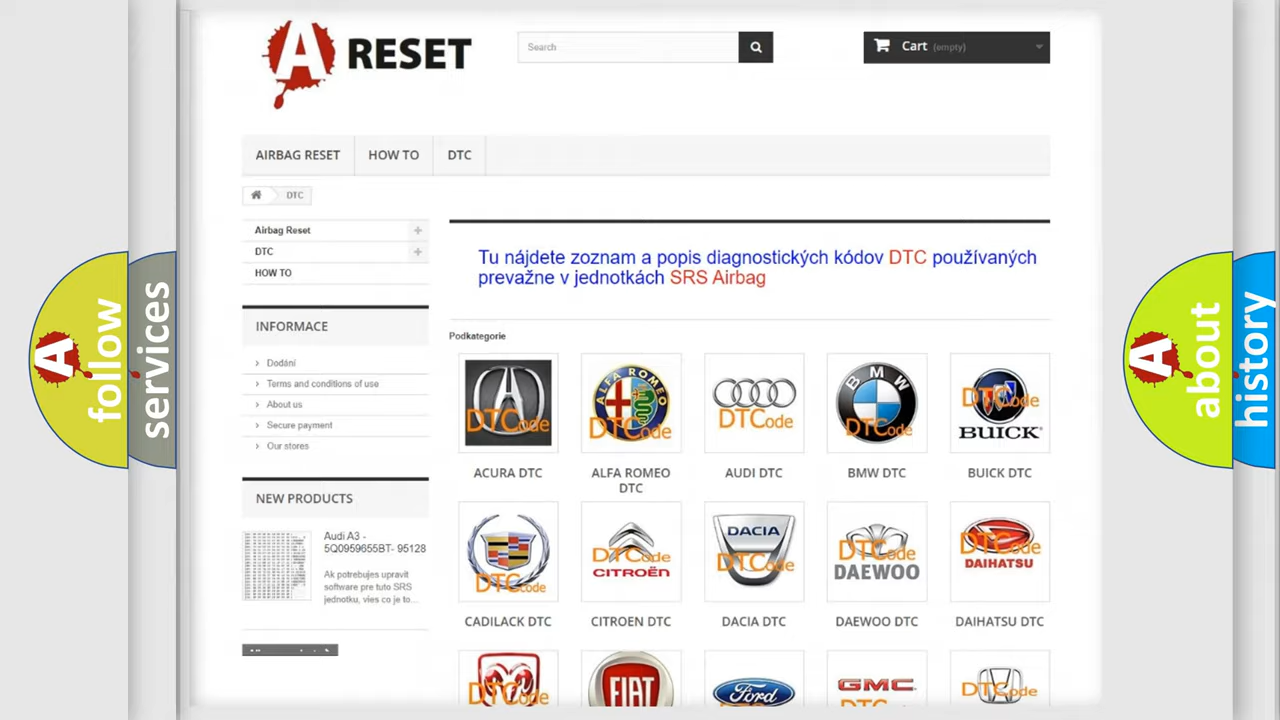 A RESET
Search
Cart (empty)
AIRBAG RESET
HOW TO
DTC
DTC
Airbag Reset
DTC
HOW TO
INFORMACE
Dodání
Terms and conditions of use
About us
Secure payment
Our stores
NEW PRODUCTS
Audi A3 -
5Q0959655BT- 95128
Ak potrebujes upravit
software pre tuto SRS
jednotku, vies co je to...
Tu nájdete zoznam a popis diagnostických kódov DTC používaných
prevažne v jednotkách SRS Airbag
Podkategorie
DTCode
ALFA ROMEO
DTCode
DTCode
BMW
DTCode
DTCode
BUICK
ACURA DTC
ALFA ROMEO
DTC
AUDI DTC
BMW DTC
BUICK DTC
DTCode
DTCode
CITROËN
DACIA
DTCode
DTCode
DAEWOO
DTCode
DAIHATSU
CADILACK DTC
CITROEN DTC
DACIA DTC
DAEWOO DTC
DAIHATSU DTC
DTCode
FIAT
Ford
GMC
DTCode
A follow
services
A about
history